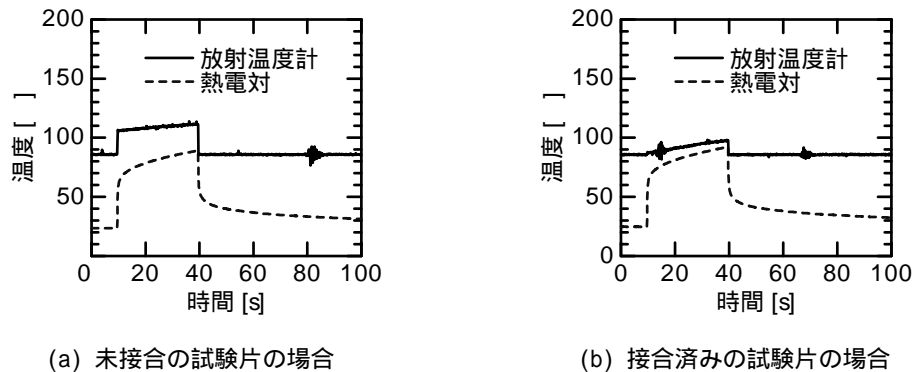 200
150
100
50
0
温度 [ ]
放射温度計
熱電対
0 20 40 60 80 100
時間 [s]
(a) 未接合の試験片の場合
200
150
100
50
0
温度 [ ]
放射温度計
熱電対
0 20 40 60 80 100
時間 [s]
(b) 接合済みの試験片の場合